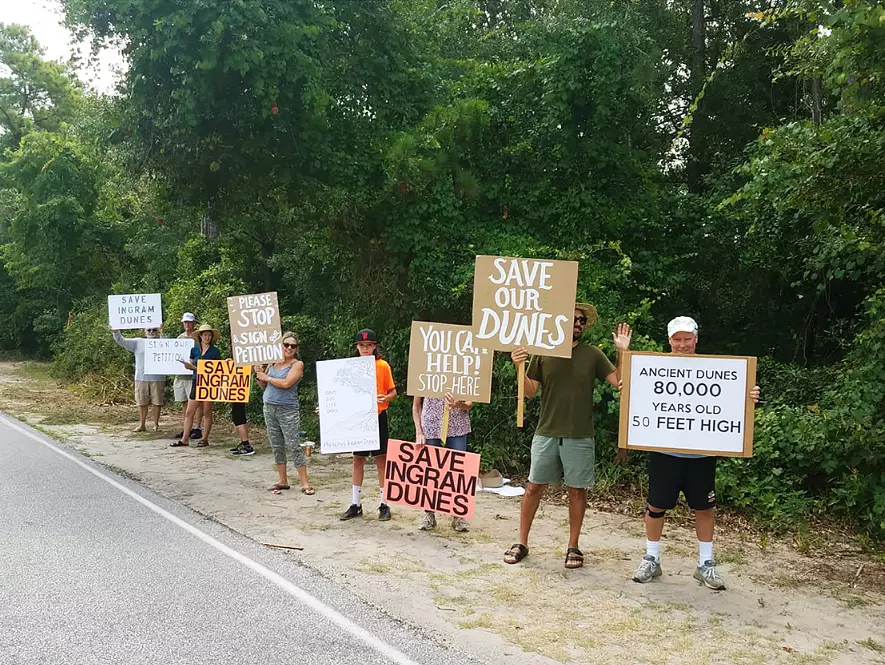 SAVE
INGRAM
DUNES
SIGN OUR
PETITION
SAVE
INGRAM
DUNES
PLEASE
STOP
& SIGN
PETITION
YOU CAN
HELP!
STOP-HERE
SAVE
INGRAM
DUNES
SAVE
OUR
DUNES
ANCIENT DUNES
80,000
YEARS OLD
50 FEET HIGH